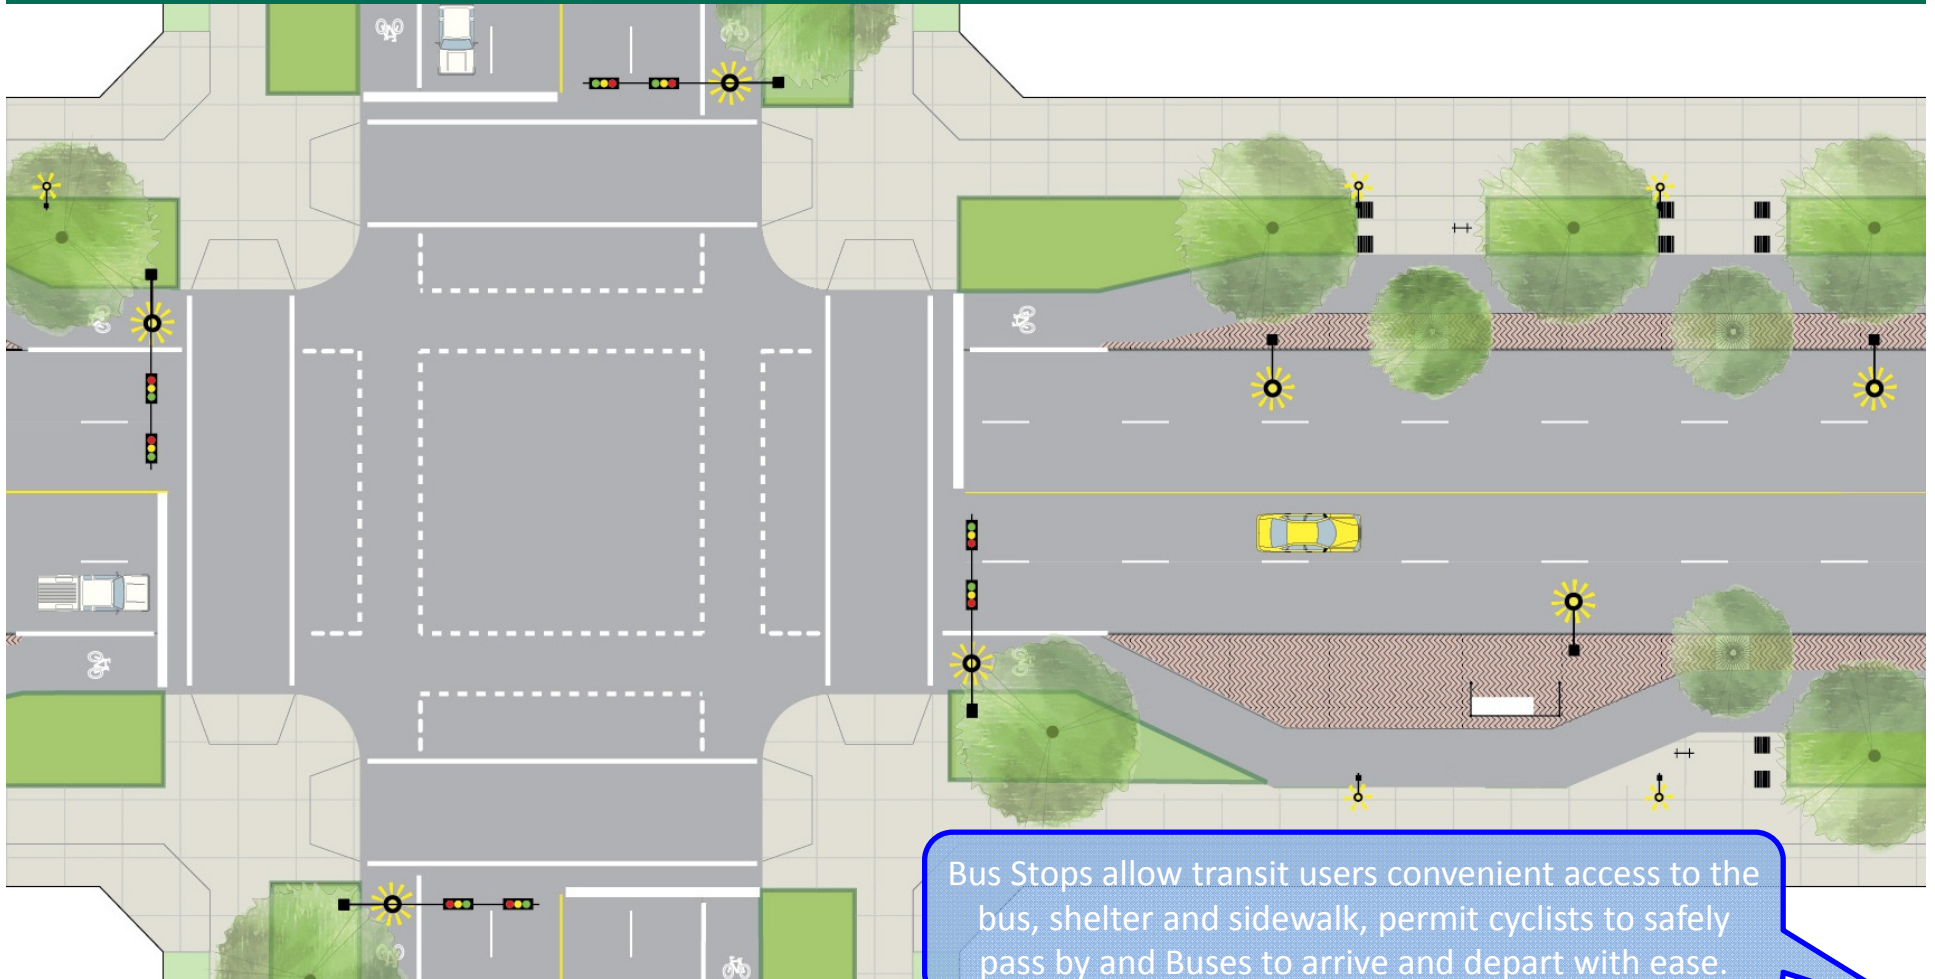 Bus Stops allow transit users convenient access to the
bus, shelter and sidewalk, permit cyclists to safely
pass by and Buses to arrive and depart with ease.